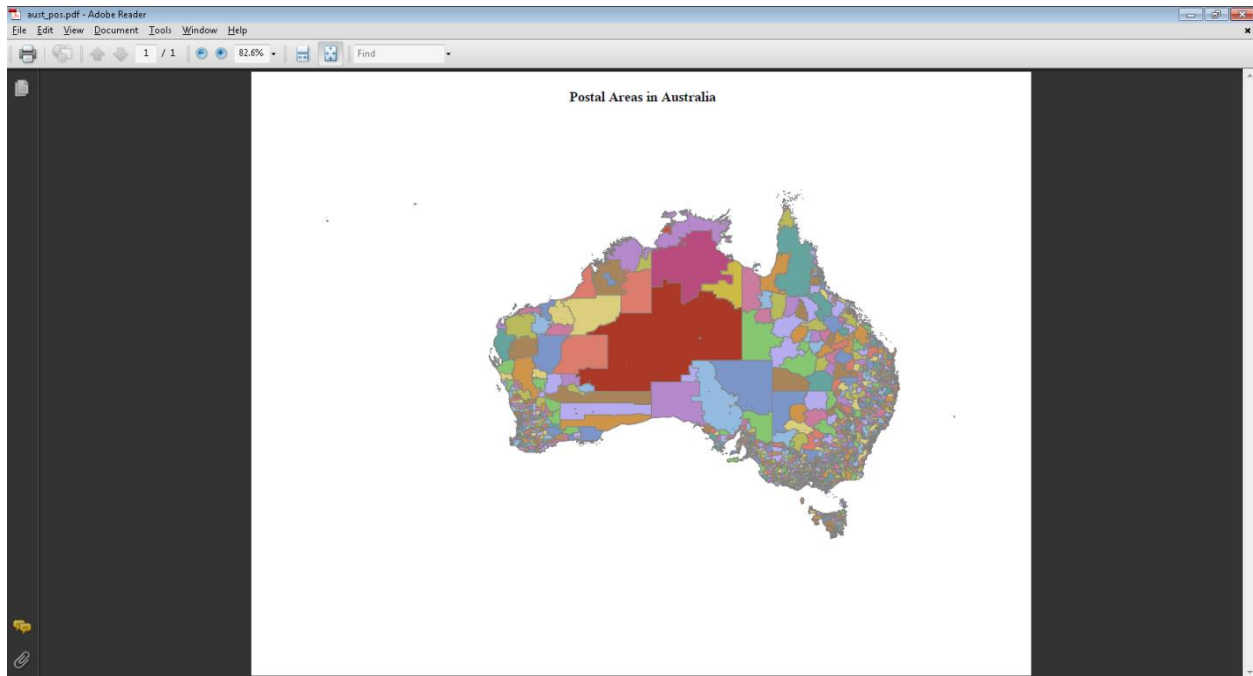 aust_pos.pdf - Adobe Reader
File Edit View Document Tools Window Help
1 / 1 82.6% Find
Postal Areas in Australia